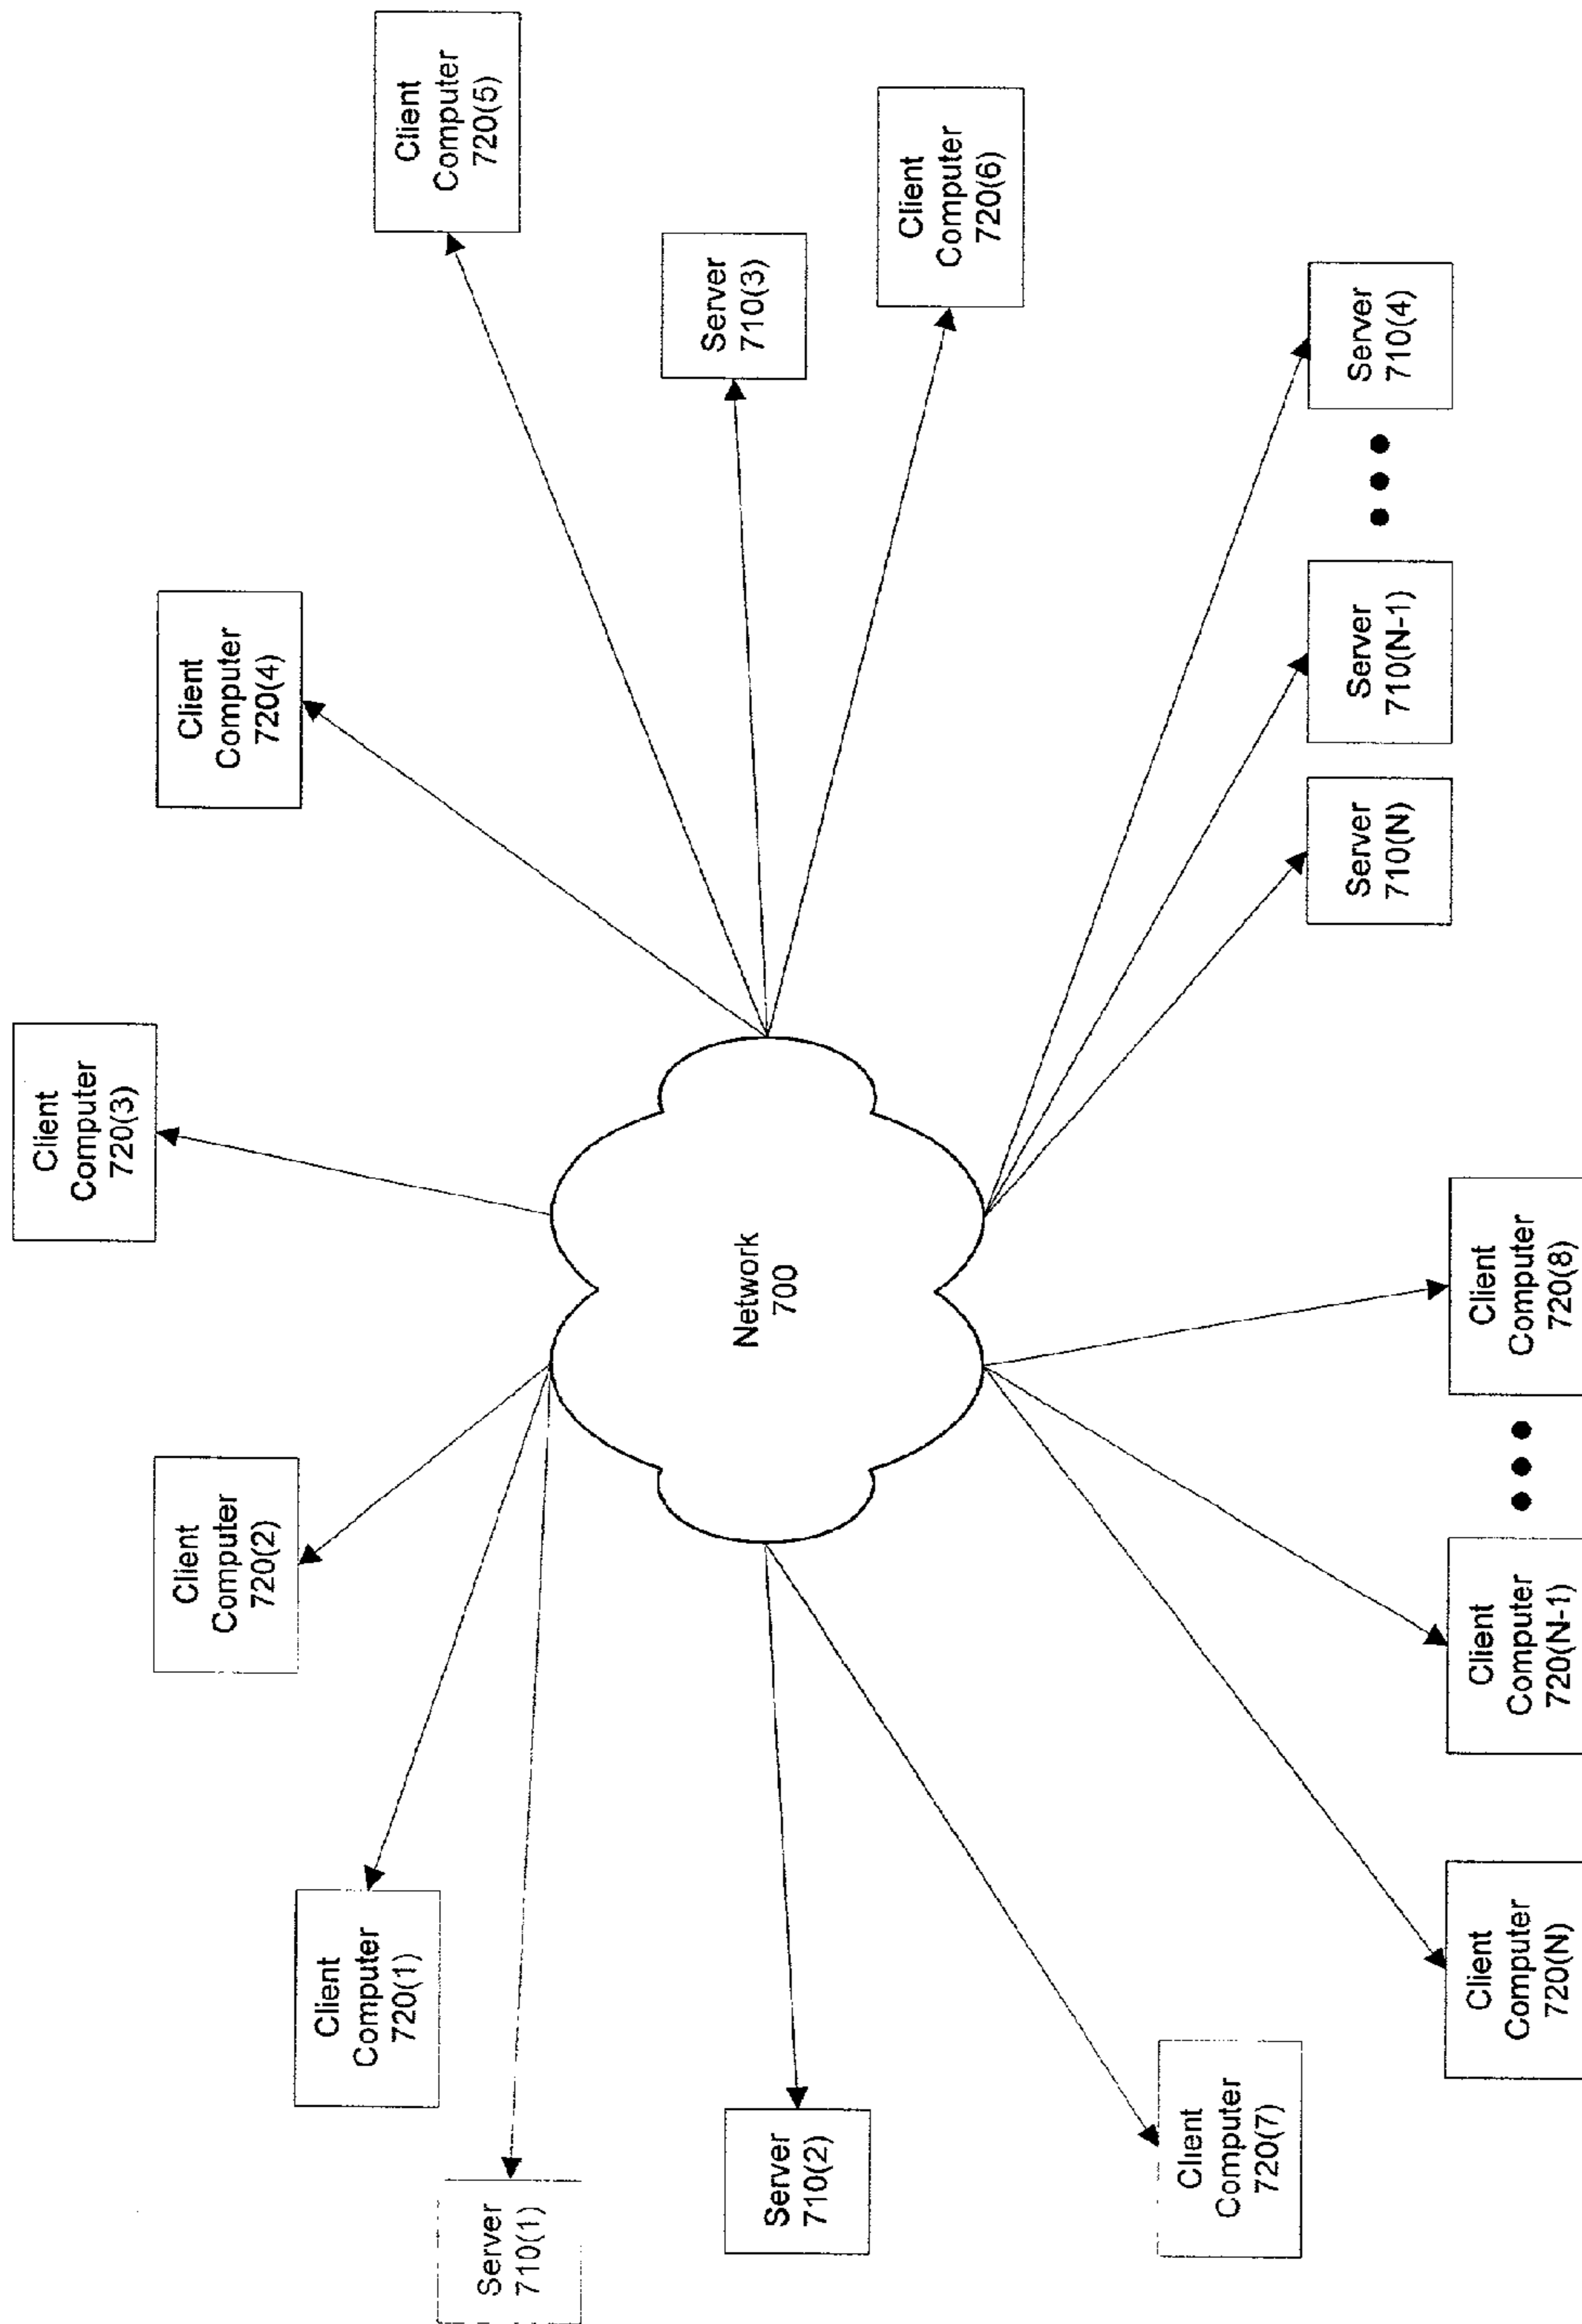 Client
Computer
720(3)
Client
Computer
720(2)
Client
Computer
720(4)
Client
Computer
720(1)
Client
Computer
720(5)
Server
710(1)
Server
710(3)
Network
700
Server
710(2)
Client
Computer
720(6)
Client
Computer
720(7)
Server
710(N)
Server
710(N-1)
Server
710(4)
Client
Computer
720(N)
Client
Computer
720(N-1)
Client
Computer
720(8)